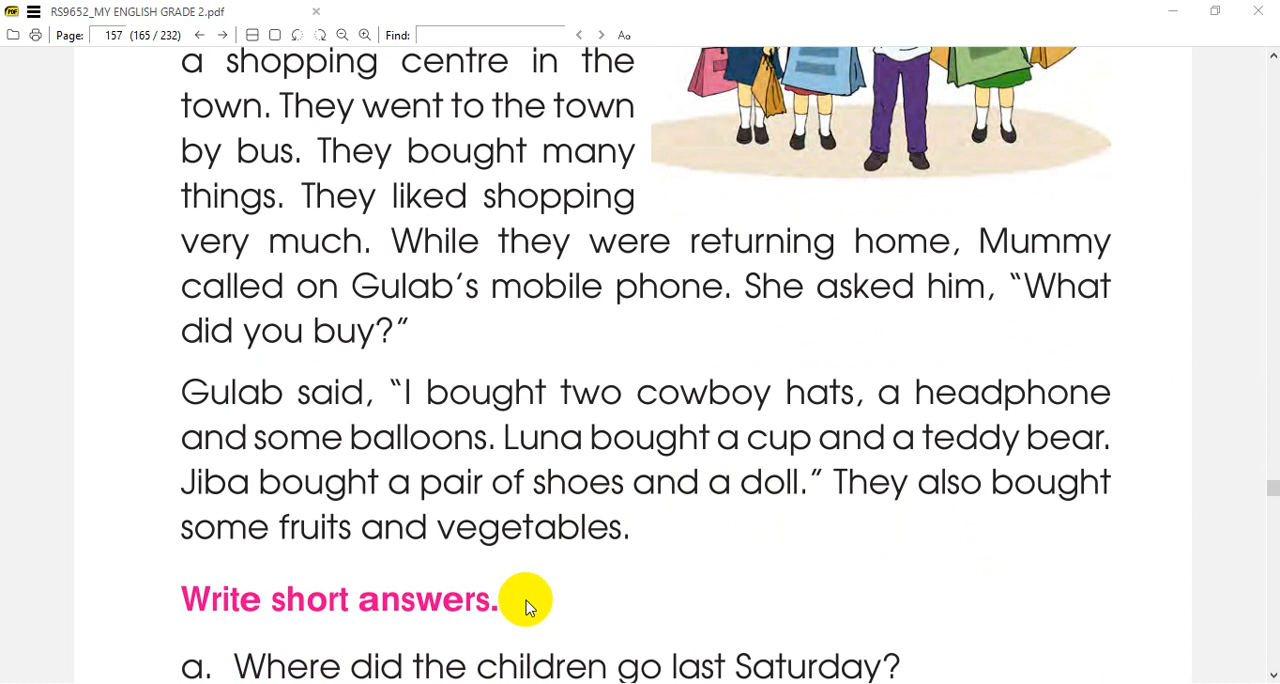 RS9652_MY ENGLISH GRADE 2.pdf
Page: 157 (165 / 232) Find:
a shopping centre in the
town. They went to the town
by bus. They bought many
things. They liked shopping
very much. While they were returning home, Mummy
called on Gulab’s mobile phone. She asked him, “What
did you buy?”
Gulab said, “I bought two cowboy hats, a headphone
and some balloons. Luna bought a cup and a teddy bear.
Jiba bought a pair of shoes and a doll.” They also bought
some fruits and vegetables.
Write short answers.
a. Where did the children go last Saturday?